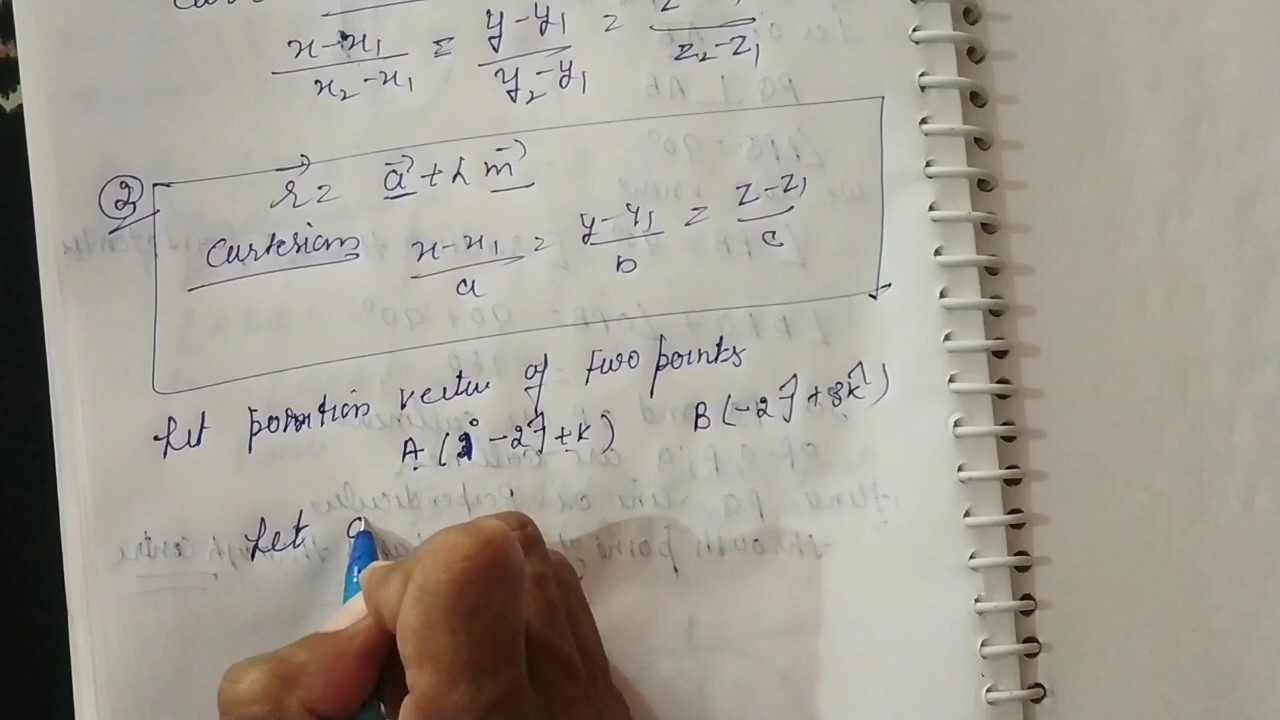 x-x₁/x₂-x₁ = y-y₁/y₂-y₁ = /z₂-z₁
② r⃗ = a⃗ + λ m⃗
Cartesian x-x₁/a = y-y₁/b = z-z₁/c
Let position vector of two points
A (î -2ĵ+k) B(-2ĵ+8k̂)
Let a